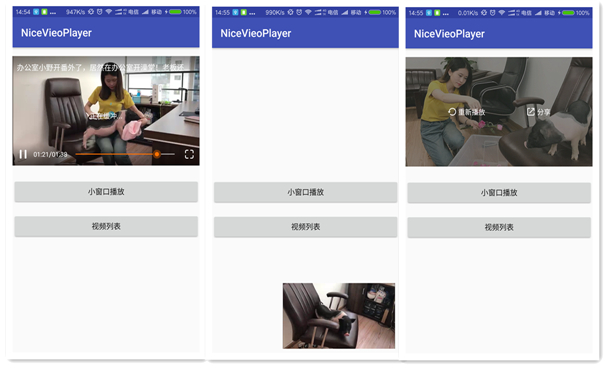 14:54
947K/s
电信
移动
100%
NiceVieoPlayer
办公室小野开番外了，居然在办公室开澡堂！老板还...
正在缓冲...
01:21/01:38
小窗口播放
视频列表
14:55
990K/s
电信
移动
100%
NiceVieoPlayer
小窗口播放
视频列表
14:55
0.01K/s
电信
移动
100%
NiceVieoPlayer
重新播放
分享
小窗口播放
视频列表